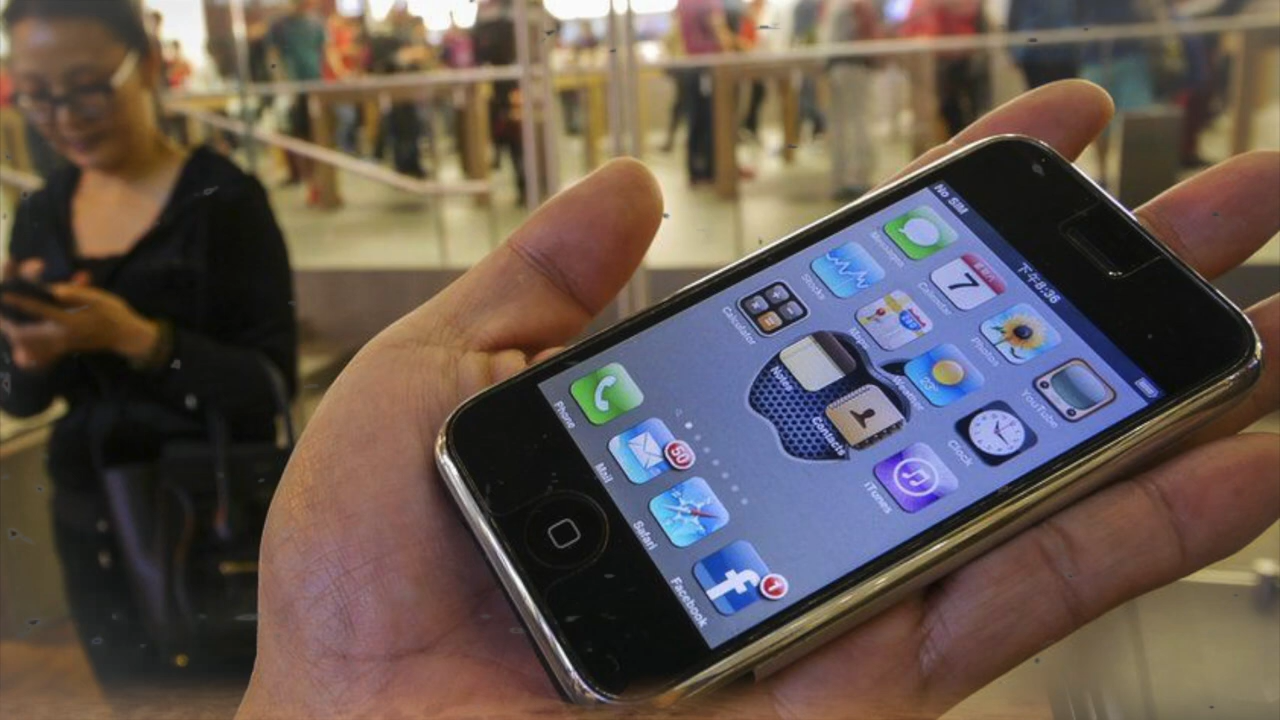 No SIM
下午8:36
Messages
Calendar
7
Photos
YouTube
Stocks
Maps
Weather
23°
Clock
Calculator
Notes
Contacts
iTunes
Phone
Mail
50
Safari
Facebook
1